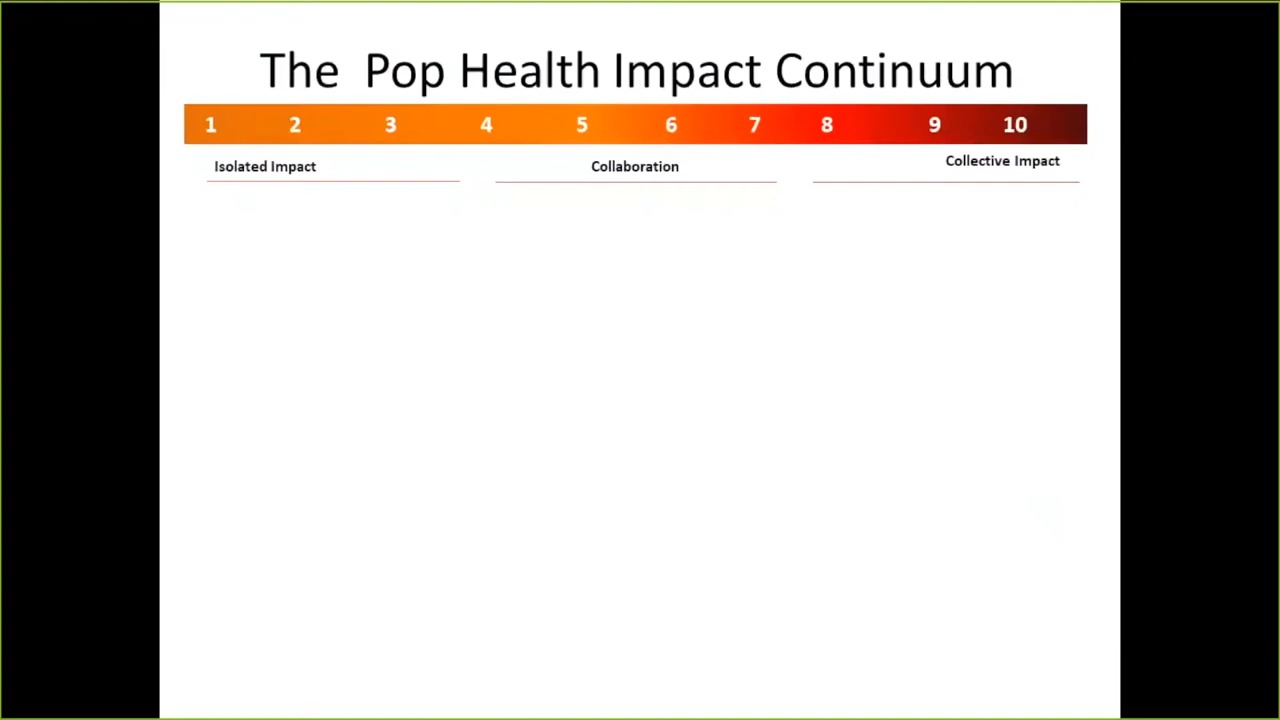 The  Pop Health Impact Continuum
1 2 3 4 5 6 7 8 9 10
Isolated Impact Collaboration Collective Impact